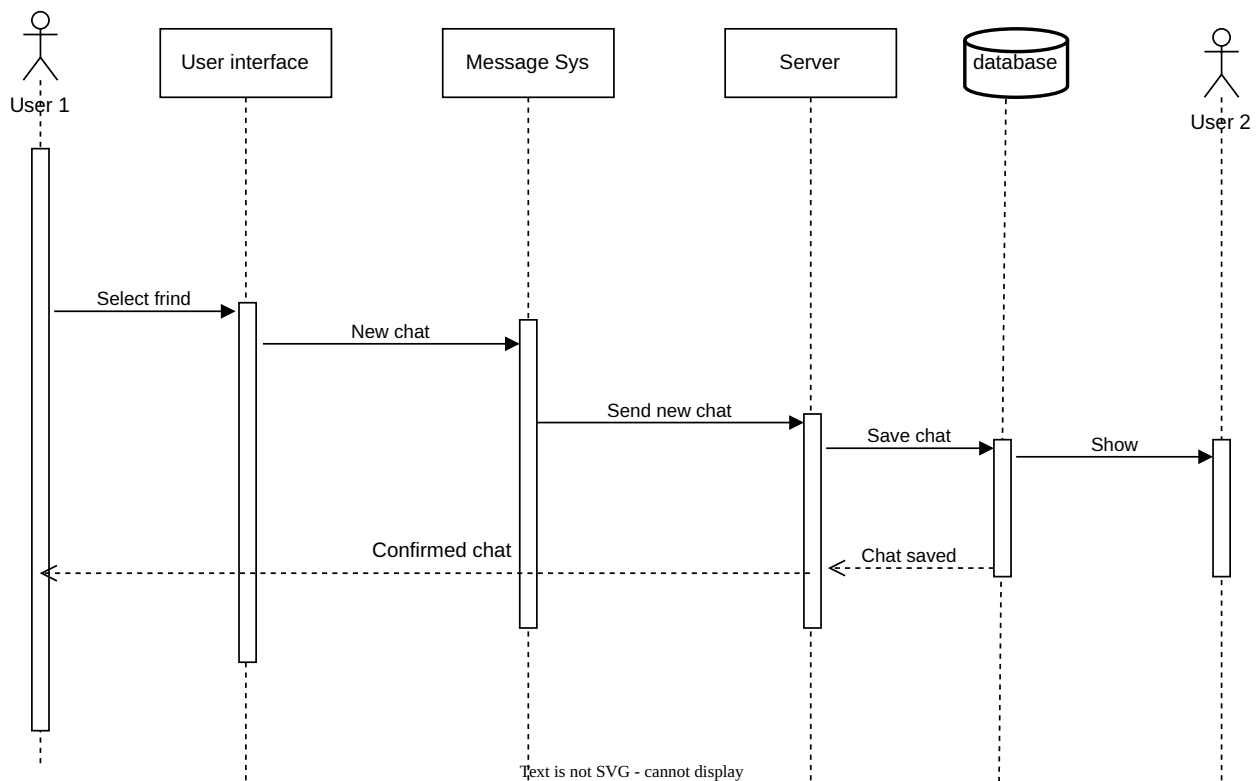 User 1
User interface
Message Sys
Server
database
User 2
Select frind
New chat
Send new chat
Save chat
Show
Confirmed chat
Chat saved
Text is not SVG - cannot display